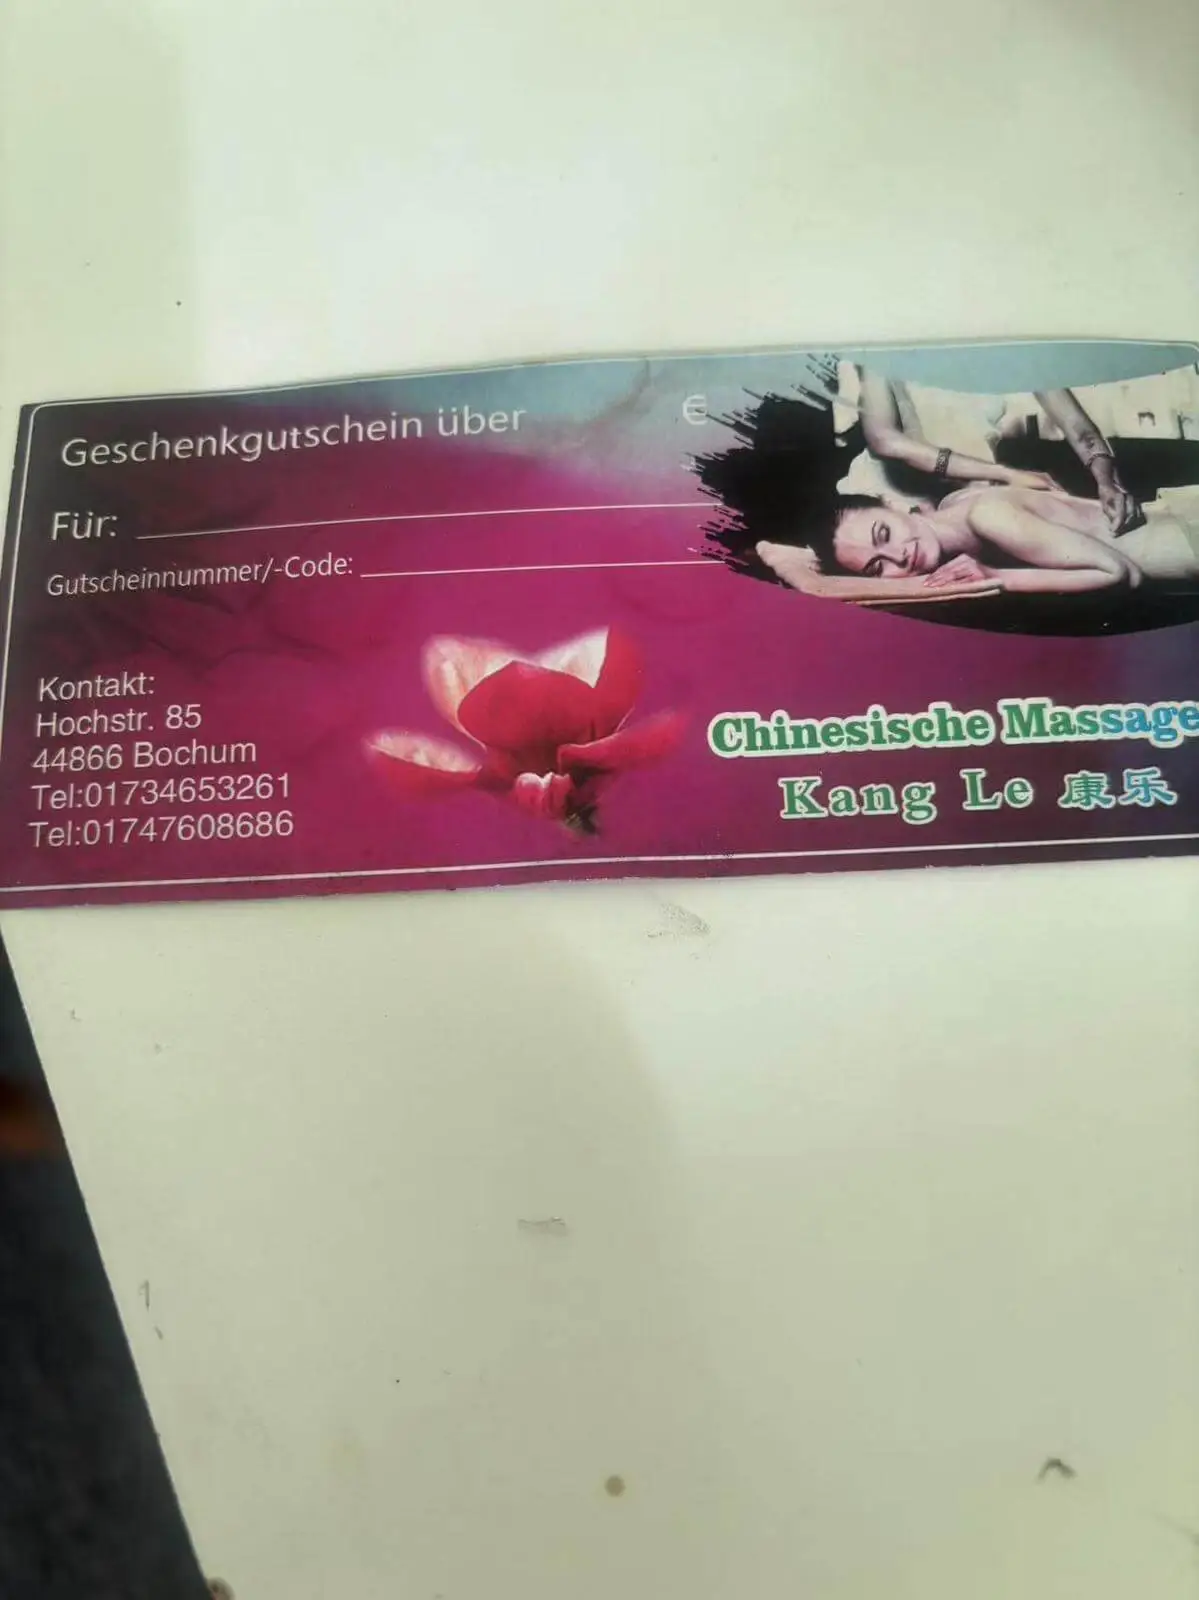 Geschenkgutschein über €
Für:
Gutscheinnummer/-Code:
Kontakt:
Hochstr. 85
44866 Bochum
Tel:01734653261
Tel:01747608686
Chinesische Massage
Kang Le 康乐